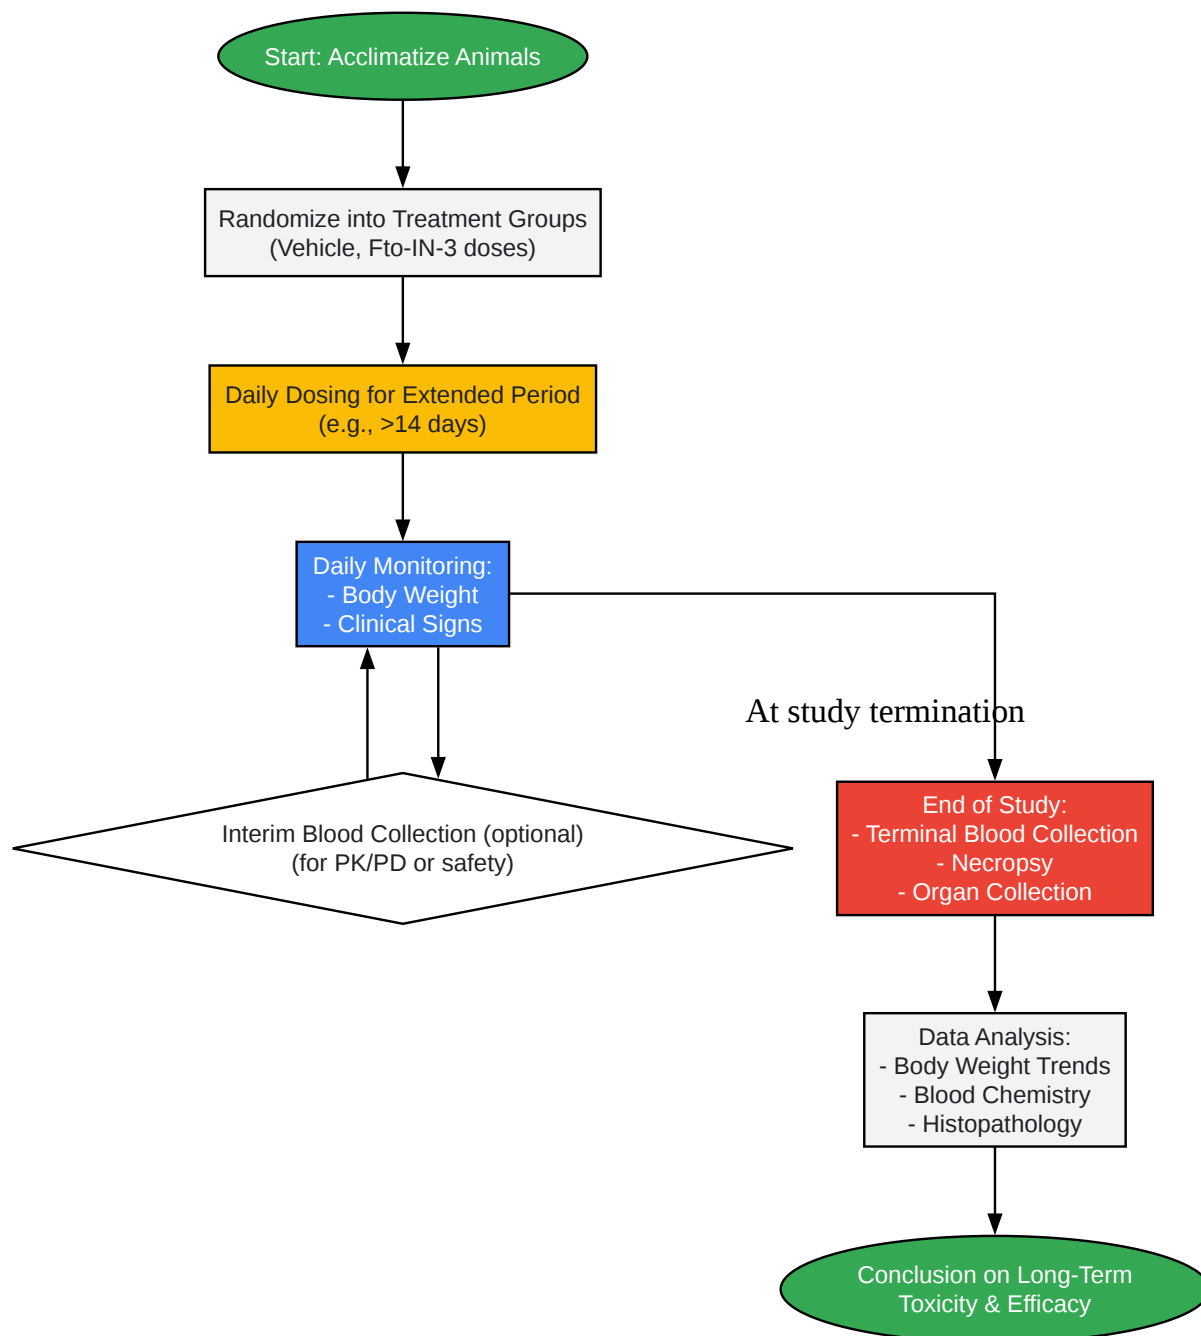 Start: Acclimatize Animals
Randomize into Treatment Groups
(Vehicle, Fto-IN-3 doses)
Daily Dosing for Extended Period
(e.g., >14 days)
Daily Monitoring:
- Body Weight
- Clinical Signs
At study termination
Interim Blood Collection (optional)
(for PK/PD or safety)
End of Study:
- Terminal Blood Collection
- Necropsy
- Organ Collection
Data Analysis:
- Body Weight Trends
- Blood Chemistry
- Histopathology
Conclusion on Long-Term
Toxicity & Efficacy